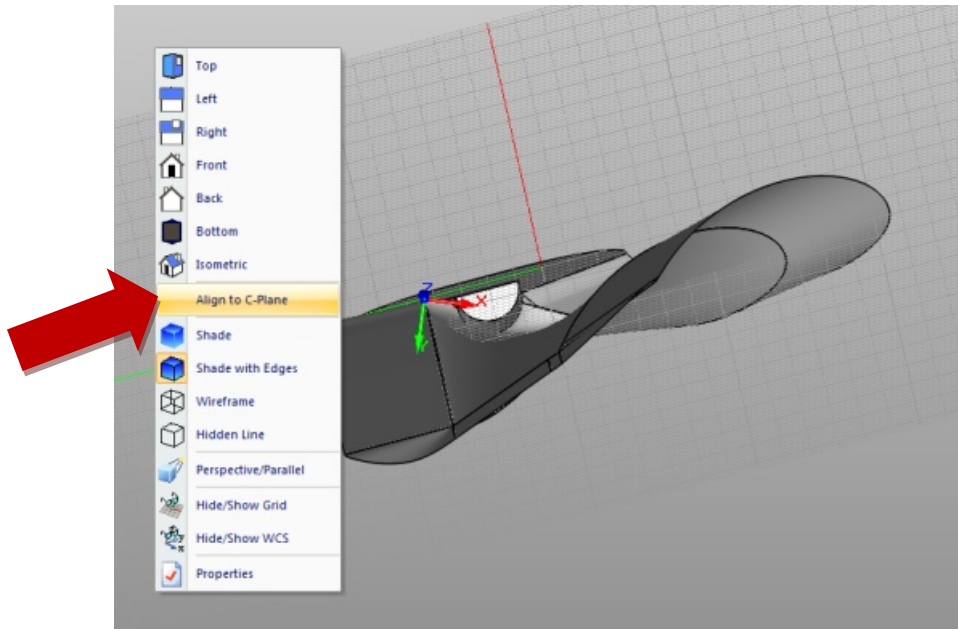 Top
Left
Right
Front
Back
Bottom
Isometric
Align to C-Plane
Shade
Shade with Edges
Wireframe
Hidden Line
Perspective/Parallel
Hide/Show Grid
Hide/Show WCS
Properties
Z
X
Y